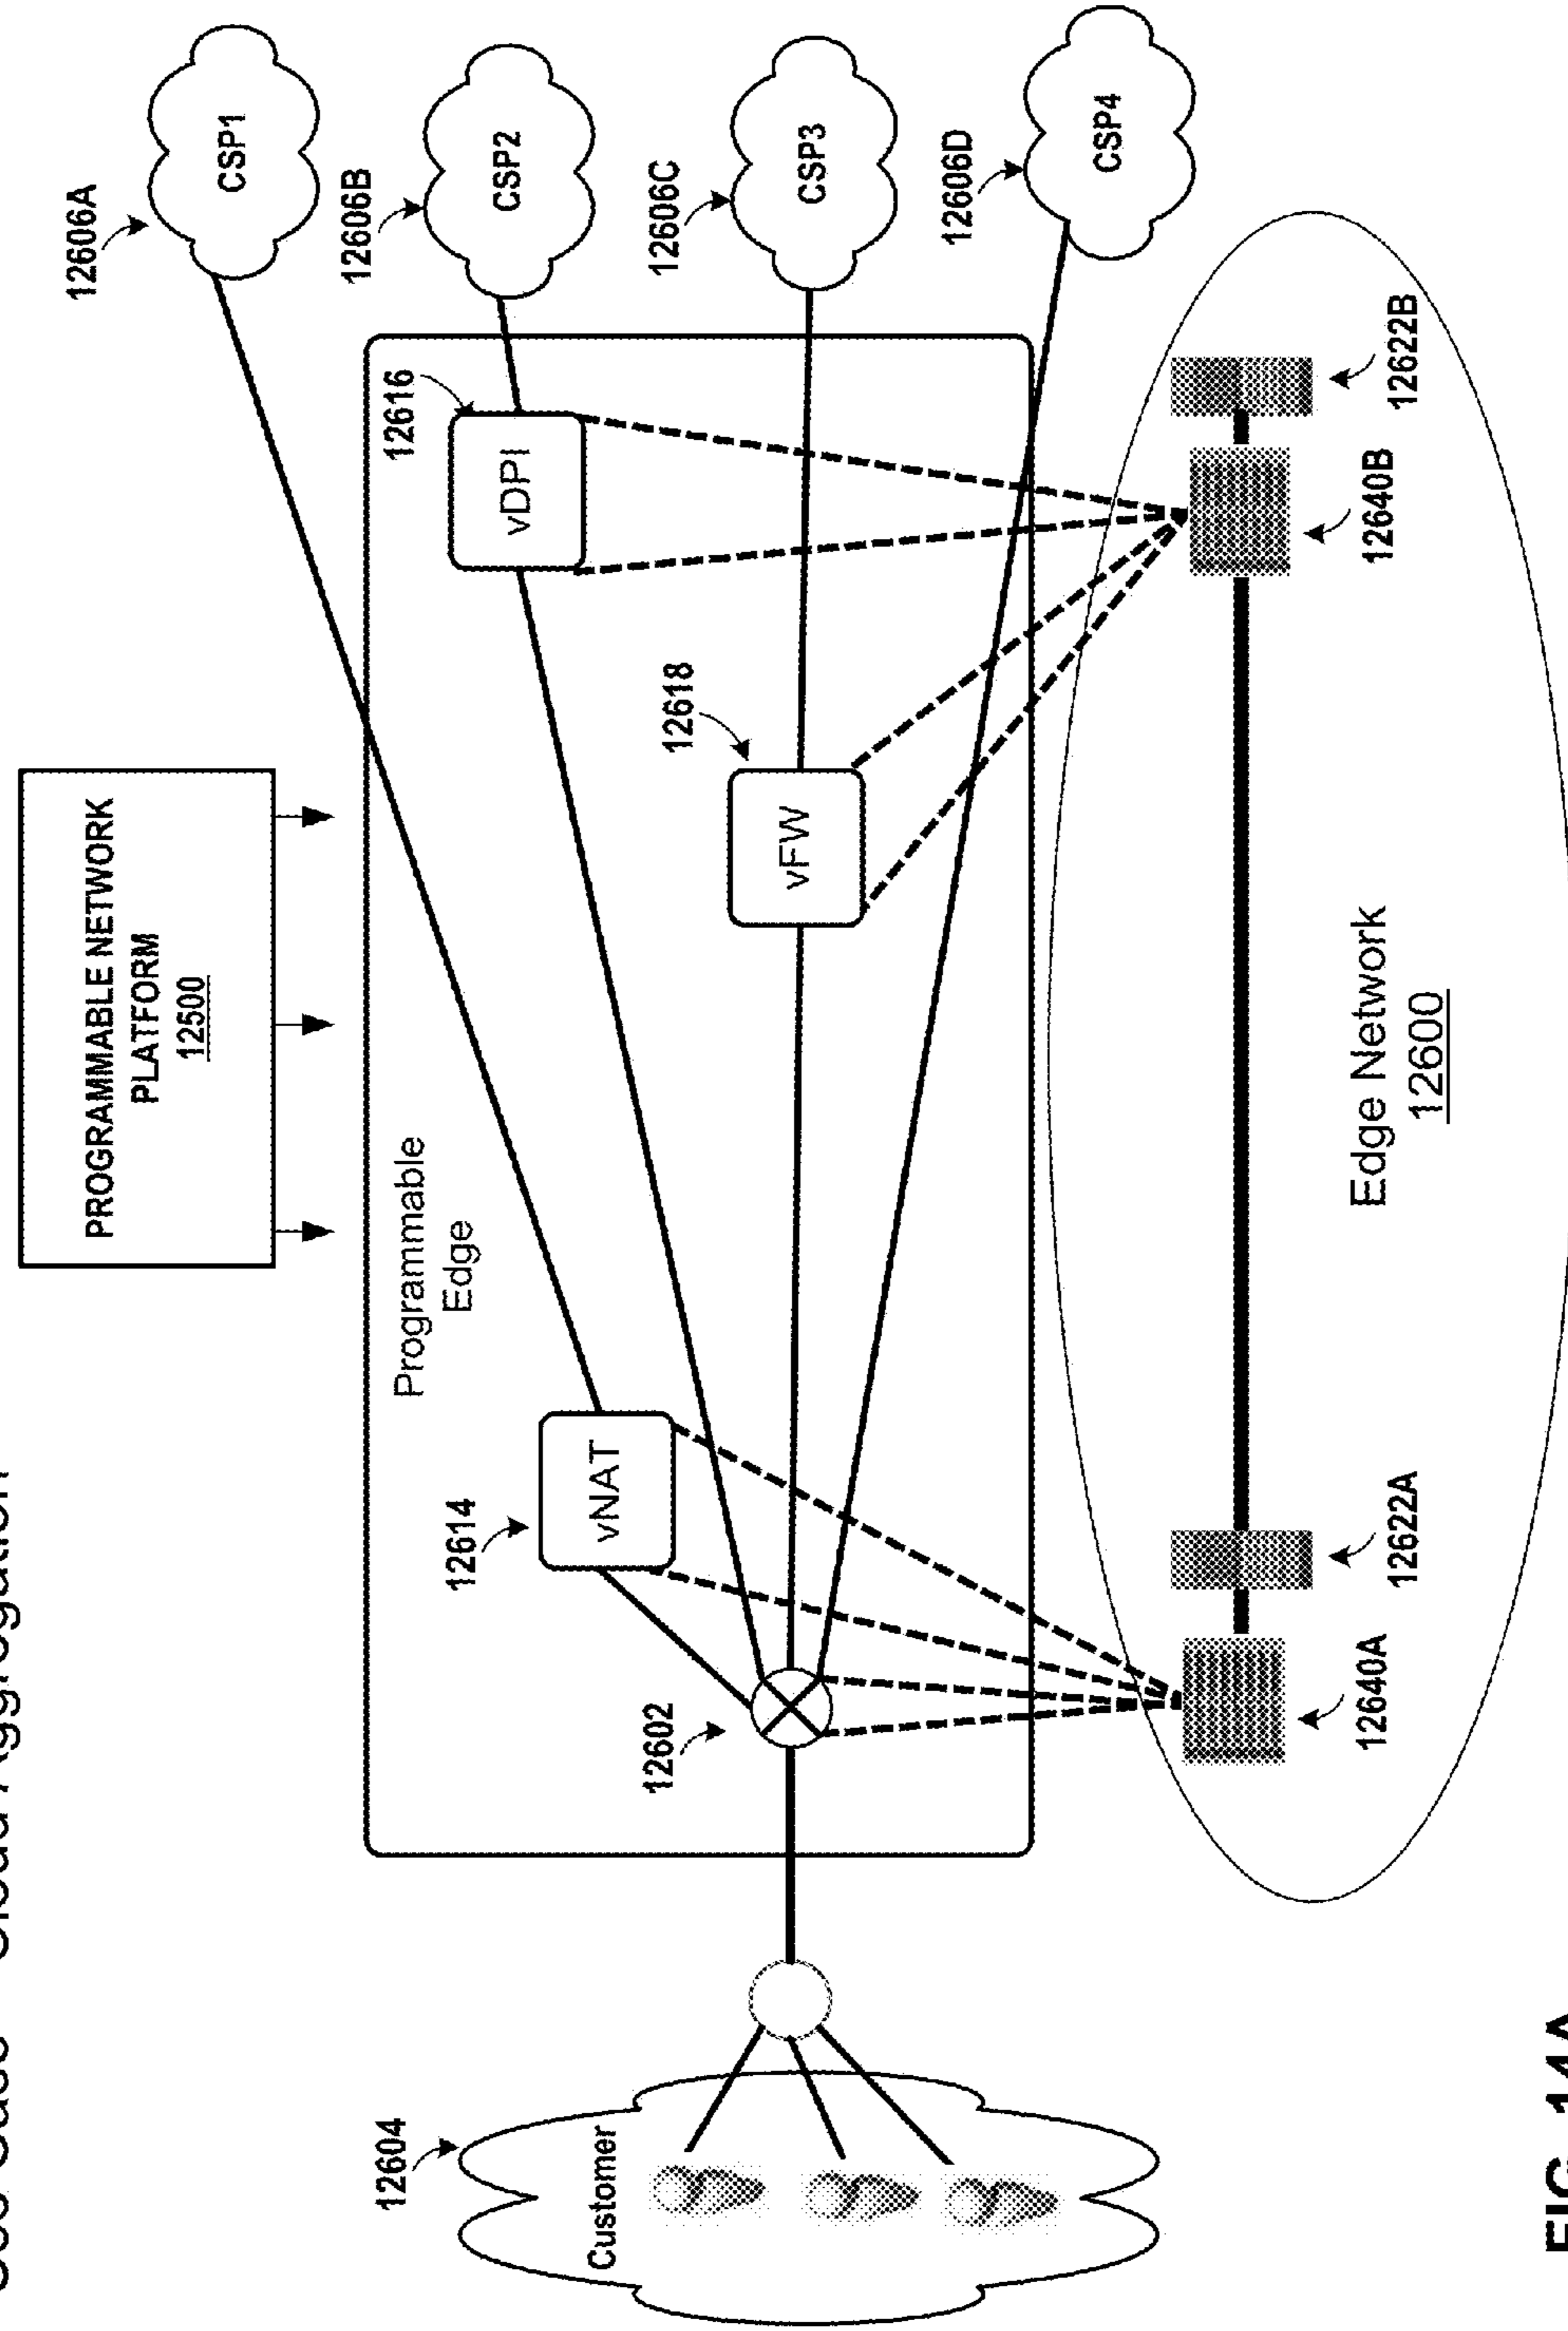 Use Case - Cloud Aggregation
PROGRAMMABLE NETWORK
PLATFORM
12500
12606A
CSP1
12606B
CSP2
12606C
CSP3
12606D
CSP4
Programmable
Edge
12616
vDPI
12618
vFW
12614
vNAT
12602
12604
Customer
12622B
12640B
12622A
12640A
Edge Network
12600
FIG. 14A